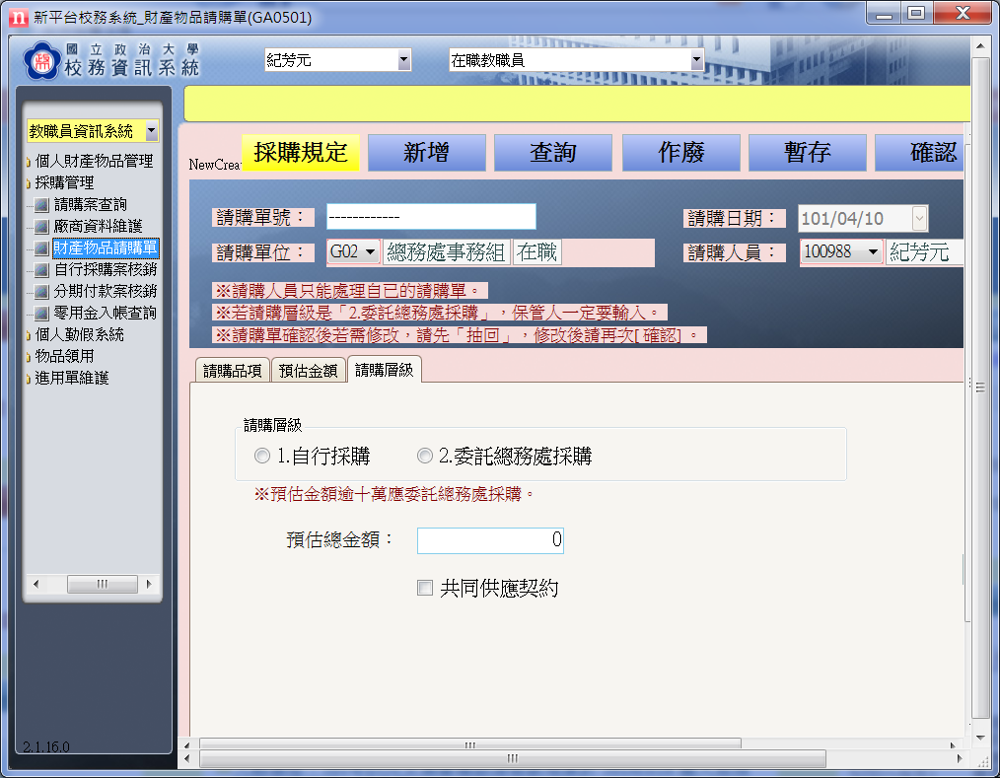 新平台校務系統_財產物品請購單(GA0501)
國立政治大學
校務資訊系統
紀芳元
在職教職員
教職員資訊系統
個人財產物品管理
採購管理
請購案查詢
廠商資料維護
財產物品請購單
自行採購案核銷
分期付款案核銷
零用金入帳查詢
個人勤假系統
物品領用
進用單維護
2.1.16.0
NewCrea
採購規定
新增
查詢
作廢
暫存
確認
請購單號： ------------
請購日期： 101/04/10
請購單位： G02 總務處事務組 在職
請購人員： 100988 紀芳元
※請購人員只能處理自已的請購單。
※若請購層級是「2.委託總務處採購」，保管人一定要輸入。
※請購單確認後若需修改，請先「抽回」，修改後請再次[ 確認] 。
請購品項
預估金額
請購層級
請購層級
1.自行採購
2.委託總務處採購
※預估金額逾十萬應委託總務處採購。
預估總金額： 0
共同供應契約